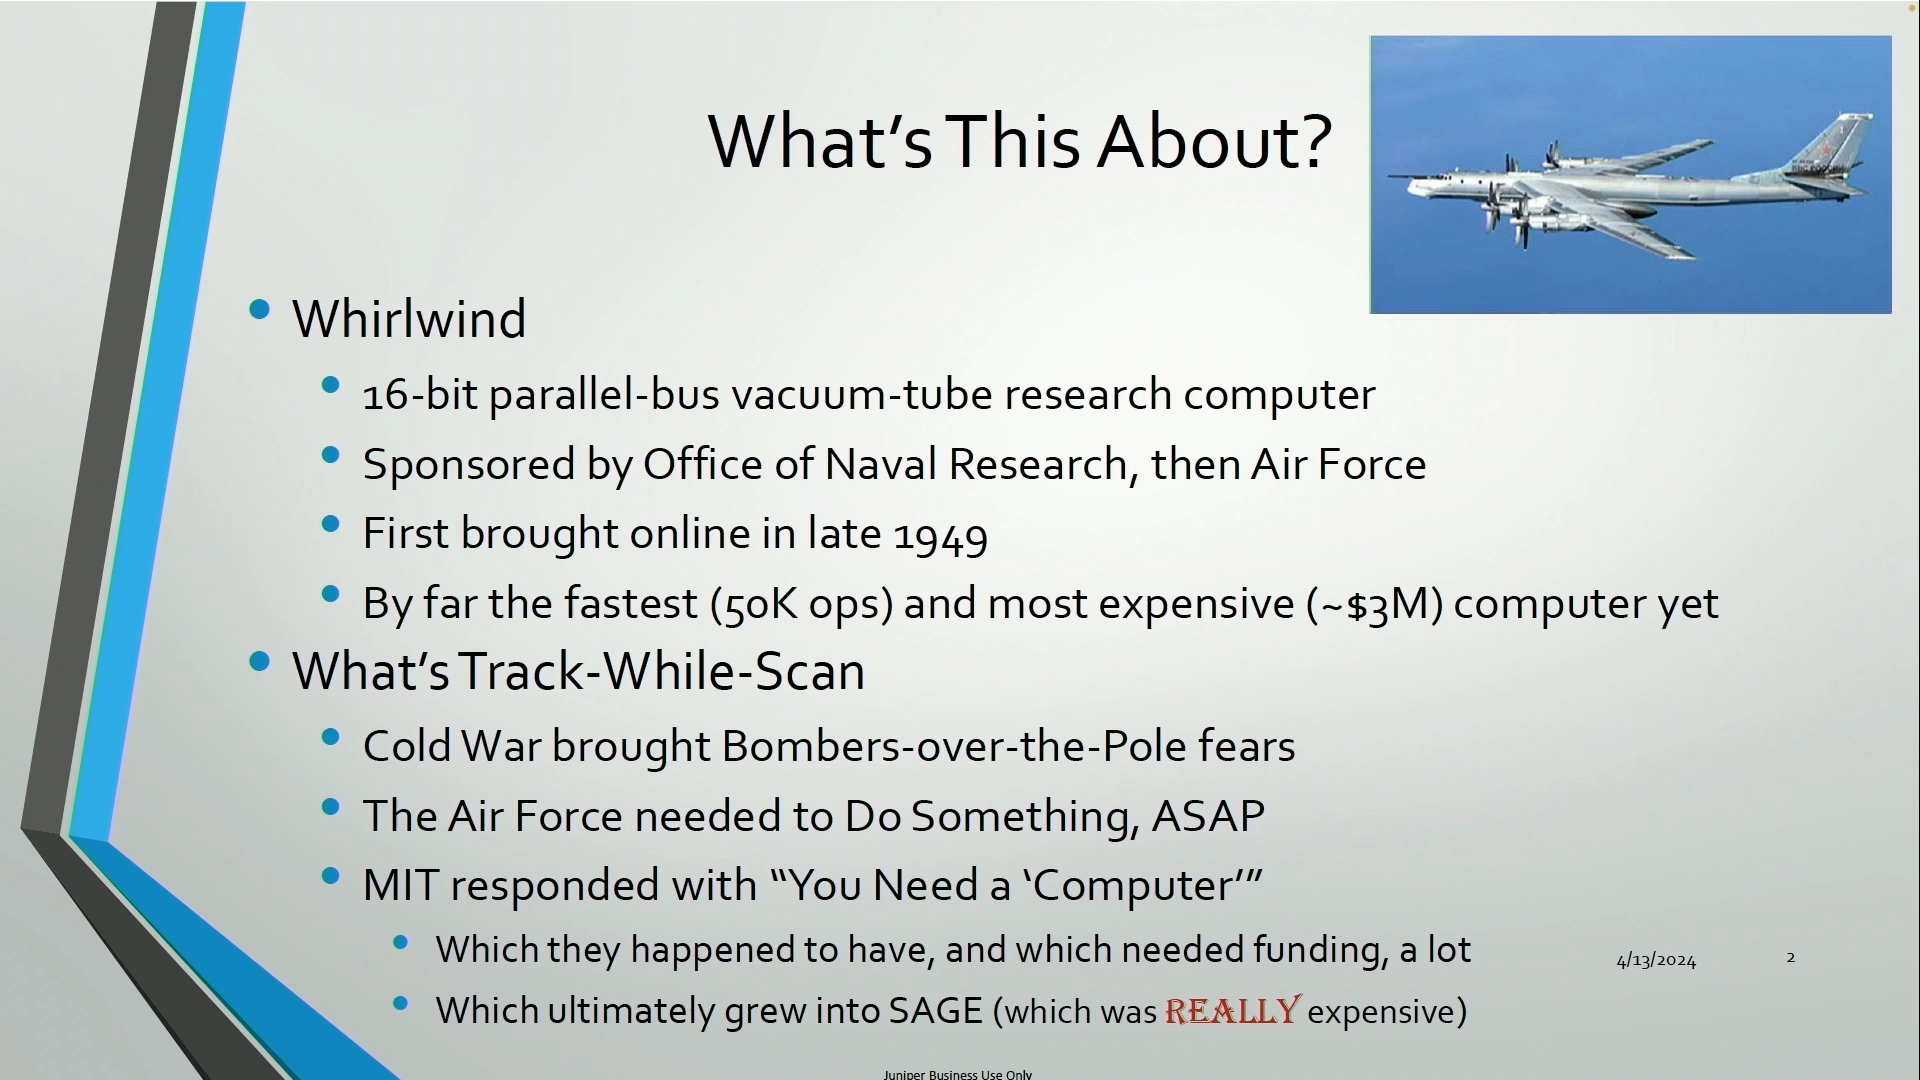 What's This About?
Whirlwind
16-bit parallel-bus vacuum-tube research computer
Sponsored by Office of Naval Research, then Air Force
First brought online in late 1949
By far the fastest (50K ops) and most expensive (~$3M) computer yet
What's Track-While-Scan
Cold War brought Bombers-over-the-Pole fears
The Air Force needed to Do Something, ASAP
MIT responded with “You Need a ‘Computer’”
Which they happened to have, and which needed funding, a lot
Which ultimately grew into SAGE (which was REALLY expensive)
4/13/2024
2
Juniper Business Use Only